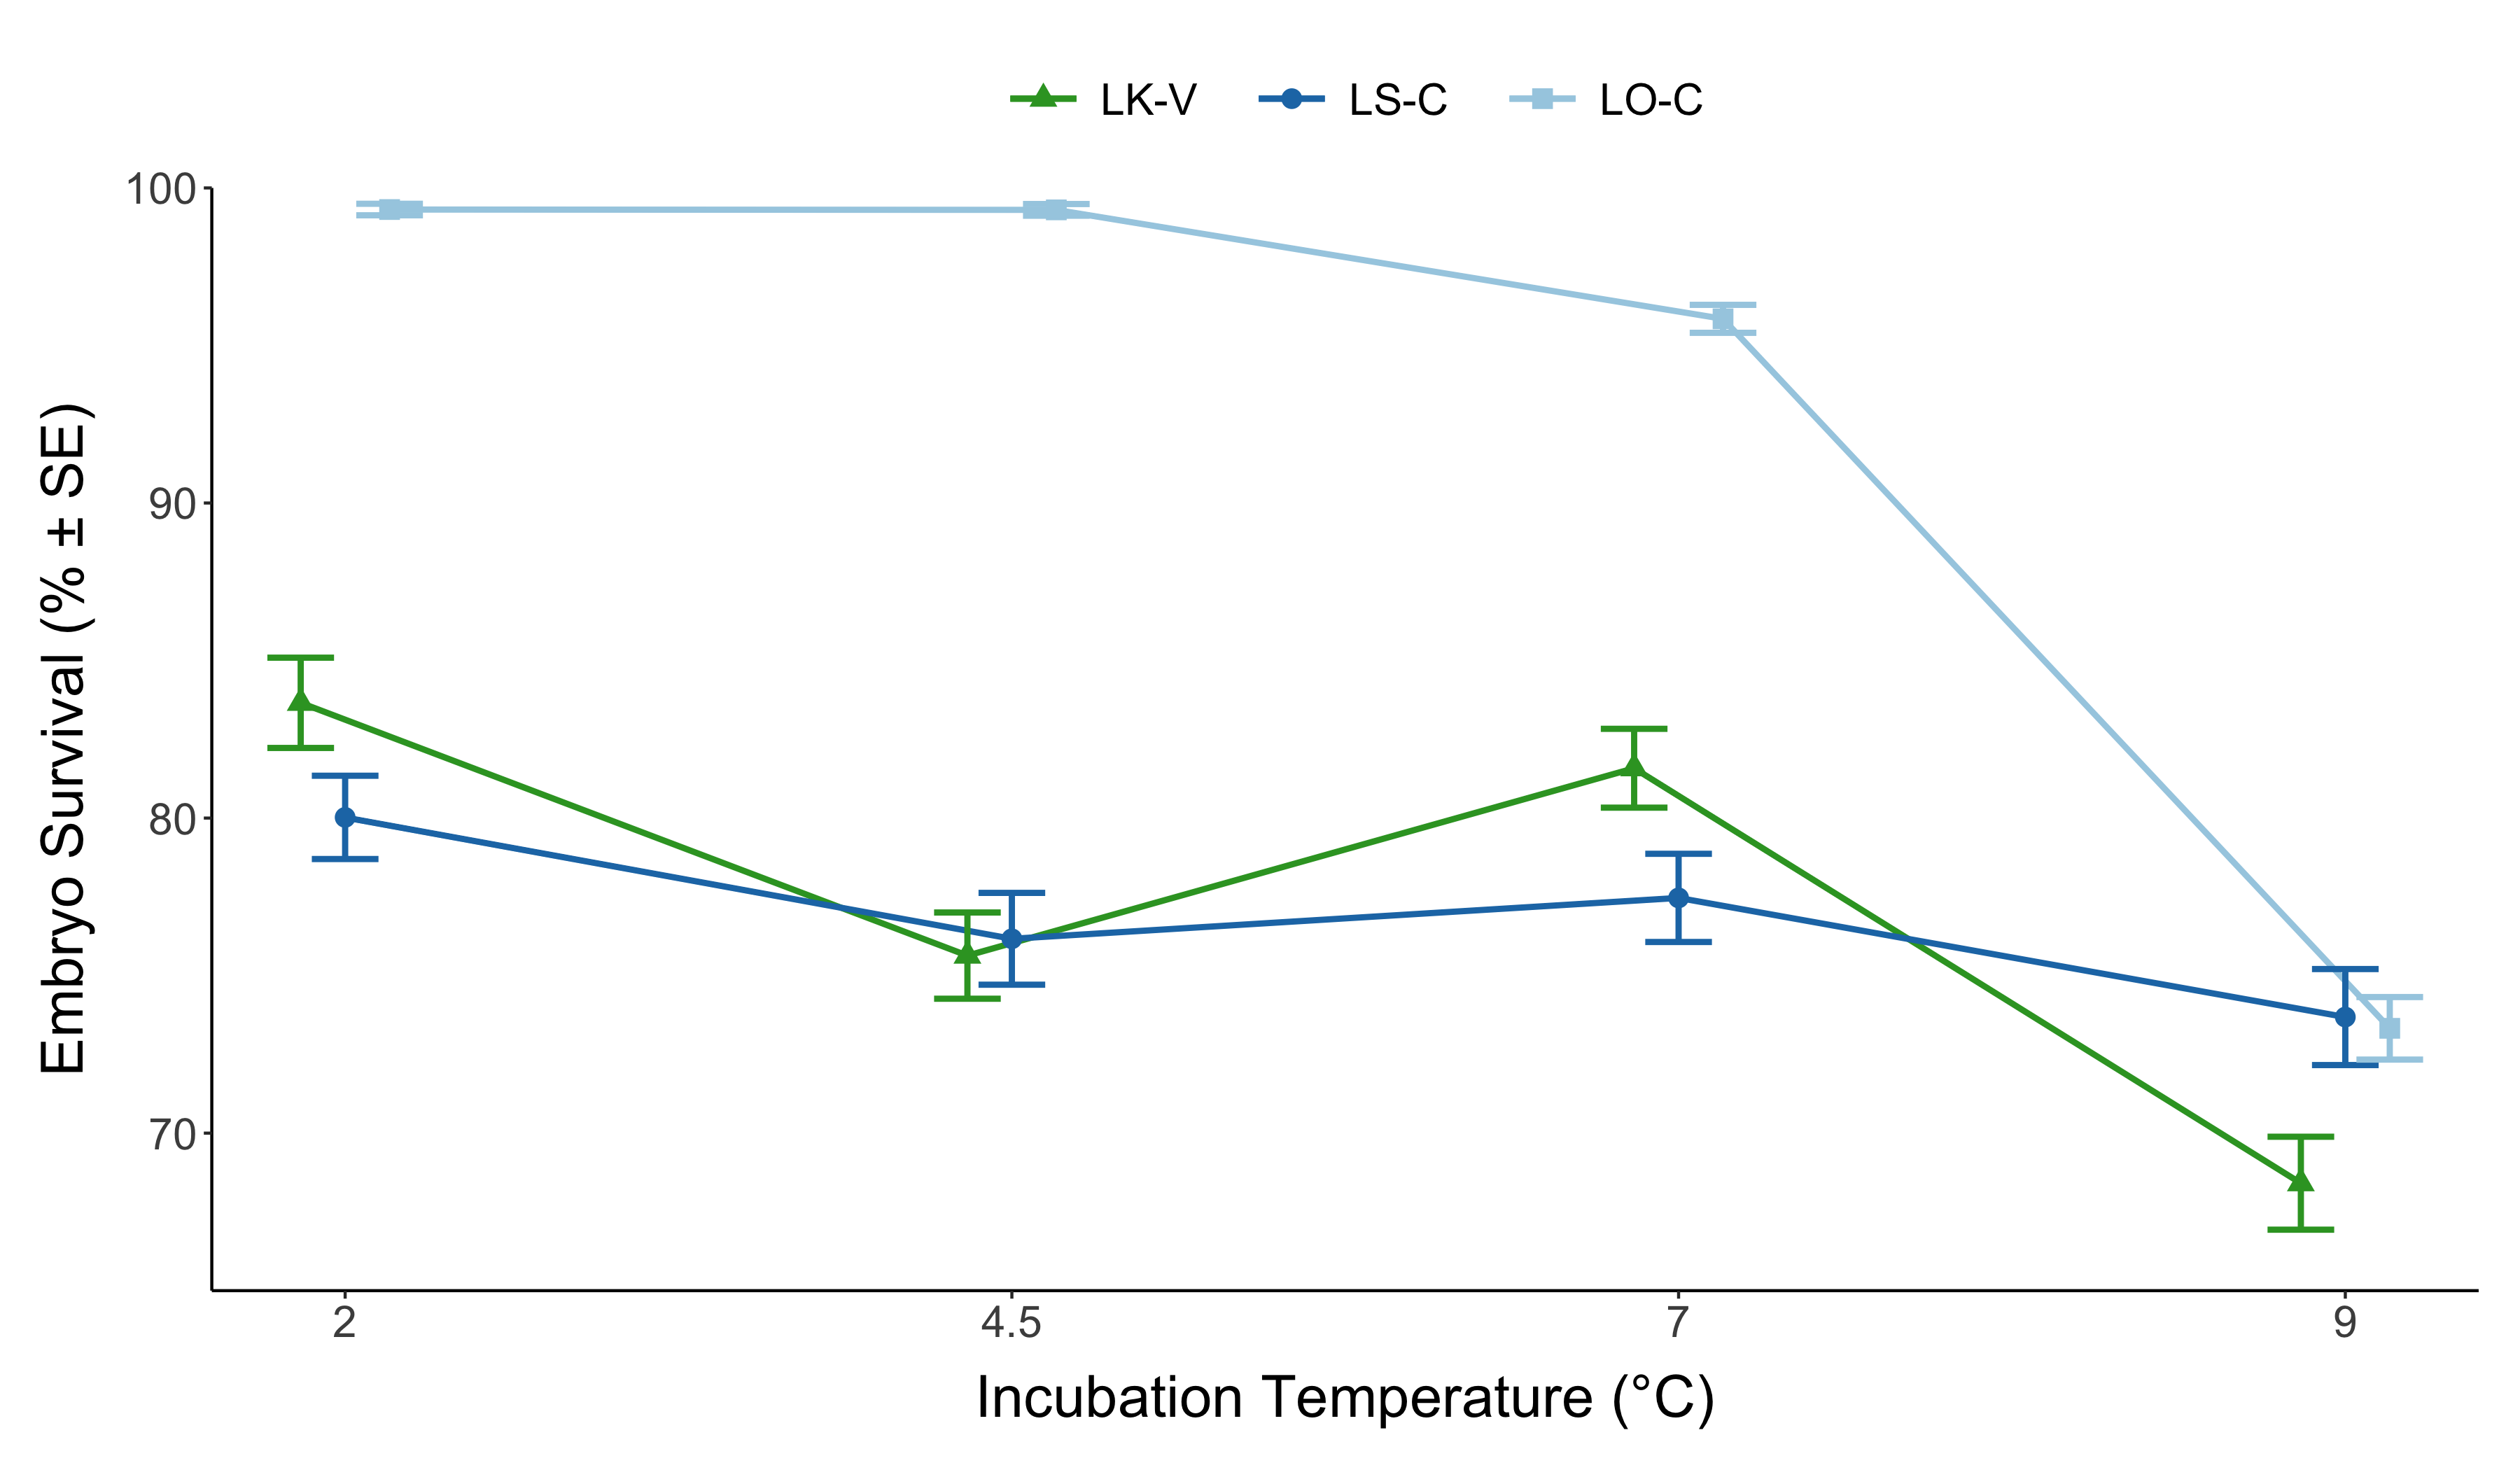 LK-V LS-C LO-C
100
90
80
70
Embryo Survival (% ± SE)
2 4.5 7 9
Incubation Temperature (°C)